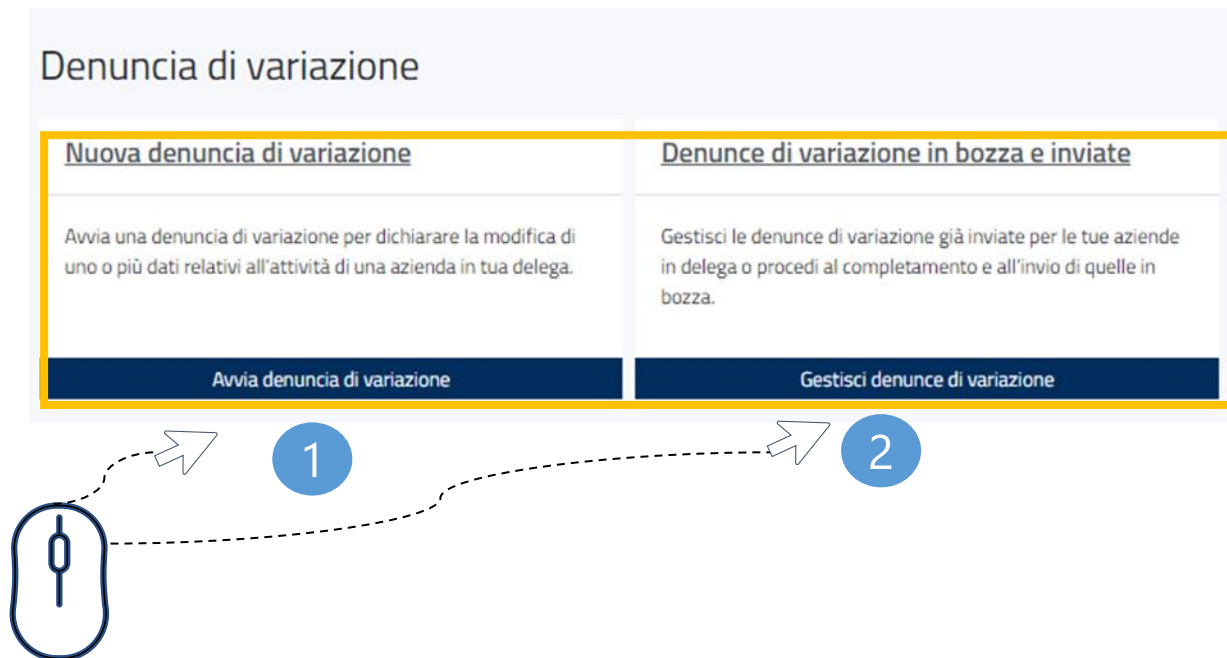 Denuncia di variazione
Nuova denuncia di variazione
Avvia una denuncia di variazione per dichiarare la modifica di
uno o più dati relativi all'attività di una azienda in tua delega.
Avvia denuncia di variazione
Denunce di variazione in bozza e inviate
Gestisci le denunce di variazione già inviate per le tue aziende
in delega o procedi al completamento e all'invio di quelle in
bozza.
Gestisci denunce di variazione
1
2